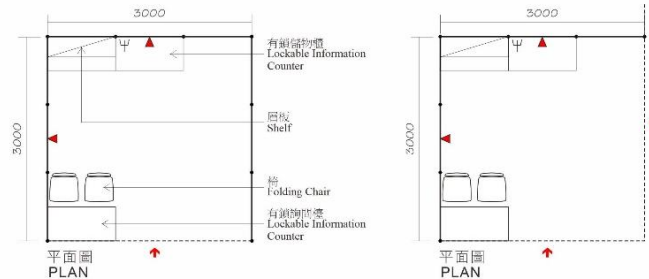 3000
3000
有鎖儲物櫃
Lockable Information
Counter
層板
Shelf
椅
Folding Chair
有鎖詢問檯
Lockable Information
Counter
平面圖
PLAN
3000
3000
平面圖
PLAN